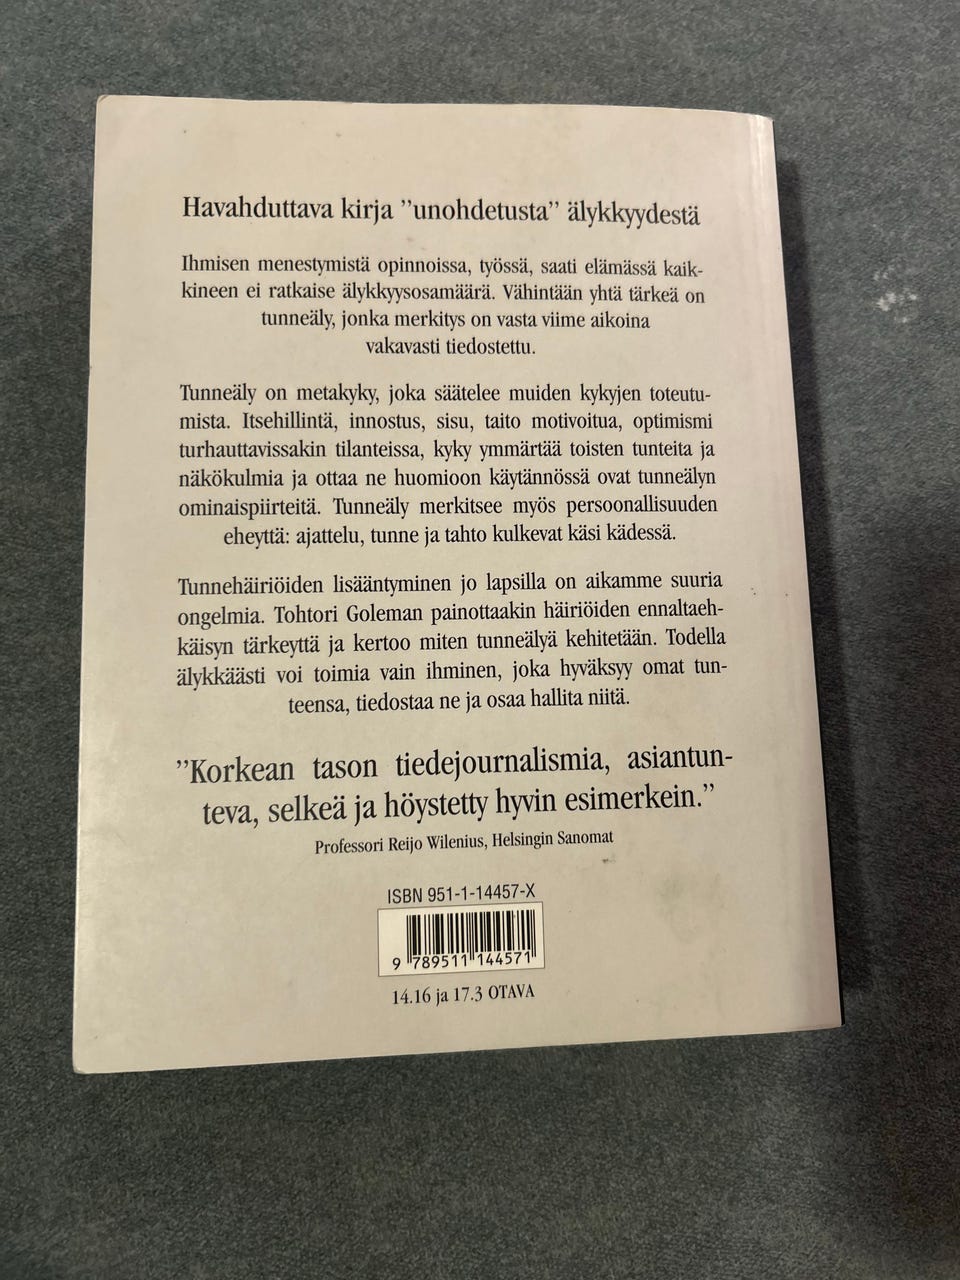 Havahduttava kirja ”unohdetusta” älykkyydestä
Ihmisen menestymistä opinnoissa, työssä, saati elämässä kaik-
kineen ei ratkaise älykkyysosamäärä. Vähintään yhtä tärkeä on
tunneäly, jonka merkitys on vasta viime aikoina
vakavasti tiedostettu.
Tunneäly on metakyky, joka säätelee muiden kykyjen toteutu-
mista. Itsehillintä, innostus, sisu, taito motivoitua, optimismi
turhauttavissakin tilanteissa, kyky ymmärtää toisten tunteita ja
näkökulmia ja ottaa ne huomioon käytännössä ovat tunneälyn
ominaispiirteitä. Tunneäly merkitsee myös persoonallisuuden
eheyttä: ajattelu, tunne ja tahto kulkevat käsi kädessä.
Tunnehäiriöiden lisääntyminen jo lapsilla on aikamme suuria
ongelmia. Tohtori Goleman painottaakin häiriöiden ennaltaeh-
käisyn tärkeyttä ja kertoo miten tunneälyä kehitetään. Todella
älykkäästi voi toimia vain ihminen, joka hyväksyy omat tun-
teensa, tiedostaa ne ja osaa hallita niitä.
”Korkean tason tiedejournalismia, asiantun-
teva, selkeä ja höystetty hyvin esimerkein.”
Professori Reijo Wilenius, Helsingin Sanomat
ISBN 951-1-14457-X
9 789511 144571
14.16 ja 17.3 OTAVA